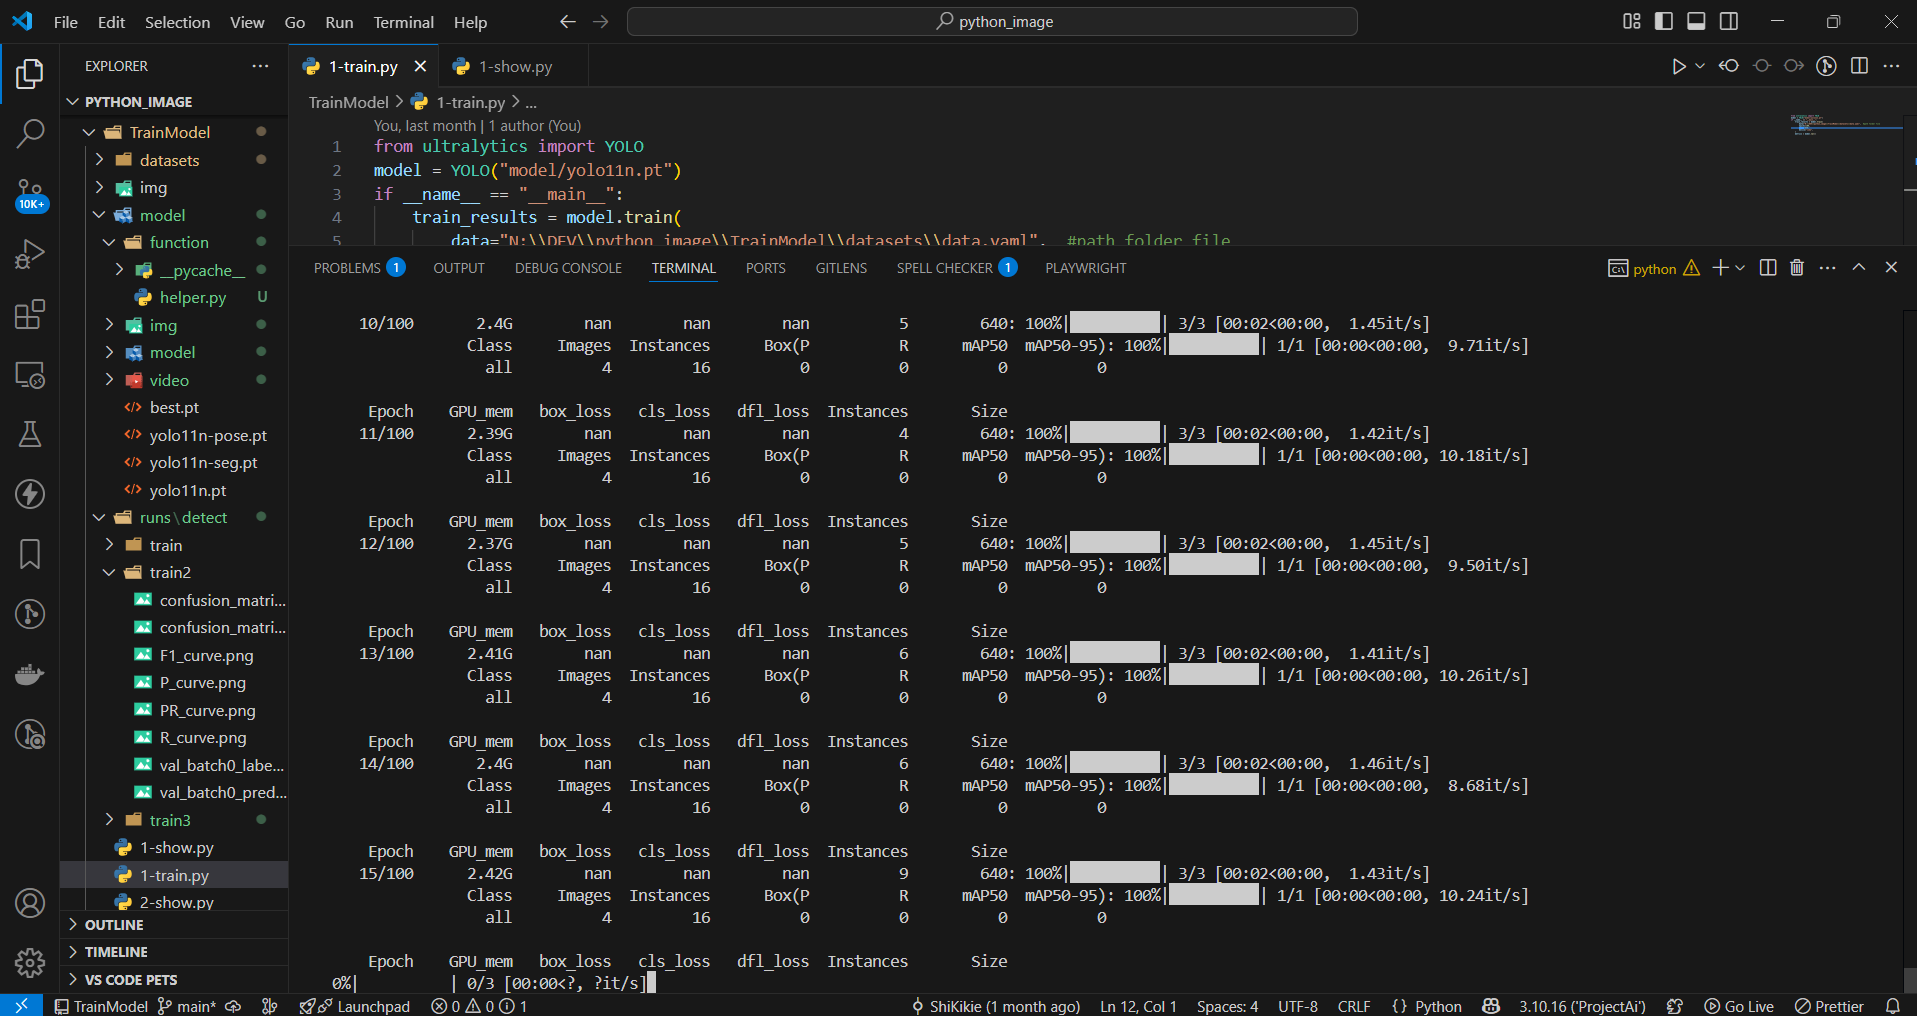 File Edit Selection View Go Run Terminal Help
python_image
EXPLORER
PYTHON_IMAGE
TrainModel
datasets
img
model
function
__pycache__
helper.py U
img
model
video
best.pt
yolo11n-pose.pt
yolo11n-seg.pt
yolo11n.pt
runs\detect
train
train2
confusion_matri...
confusion_matri...
F1_curve.png
P_curve.png
PR_curve.png
R_curve.png
val_batch0_labe...
val_batch0_pred...
train3
1-show.py
1-train.py
2-show.py
OUTLINE
TIMELINE
VS CODE PETS
10K+
1-train.py 1-show.py
TrainModel > 1-train.py > ...
You, last month | 1 author (You)
1 from ultralytics import YOLO
2 model = YOLO("model/yolo11n.pt")
3 if __name__ == "__main__":
4 train_results = model.train(
5 data="N:\\DEV\\python_image\\TrainModel\\datasets\\data.yaml", #path folder file
PROBLEMS 1 OUTPUT DEBUG CONSOLE TERMINAL PORTS GITLENS SPELL CHECKER 1 PLAYWRIGHT
python
10/100 2.4G nan nan nan 5 640: 100%| | 3/3 [00:02<00:00, 1.45it/s]
Class Images Instances Box(P R mAP50 mAP50-95): 100%| | 1/1 [00:00<00:00, 9.71it/s]
all 4 16 0 0 0 0
Epoch GPU_mem box_loss cls_loss dfl_loss Instances Size
11/100 2.39G nan nan nan 4 640: 100%| | 3/3 [00:02<00:00, 1.42it/s]
Class Images Instances Box(P R mAP50 mAP50-95): 100%| | 1/1 [00:00<00:00, 10.18it/s]
all 4 16 0 0 0 0
Epoch GPU_mem box_loss cls_loss dfl_loss Instances Size
12/100 2.37G nan nan nan 5 640: 100%| | 3/3 [00:02<00:00, 1.45it/s]
Class Images Instances Box(P R mAP50 mAP50-95): 100%| | 1/1 [00:00<00:00, 9.50it/s]
all 4 16 0 0 0 0
Epoch GPU_mem box_loss cls_loss dfl_loss Instances Size
13/100 2.41G nan nan nan 6 640: 100%| | 3/3 [00:02<00:00, 1.41it/s]
Class Images Instances Box(P R mAP50 mAP50-95): 100%| | 1/1 [00:00<00:00, 10.26it/s]
all 4 16 0 0 0 0
Epoch GPU_mem box_loss cls_loss dfl_loss Instances Size
14/100 2.4G nan nan nan 6 640: 100%| | 3/3 [00:02<00:00, 1.46it/s]
Class Images Instances Box(P R mAP50 mAP50-95): 100%| | 1/1 [00:00<00:00, 8.68it/s]
all 4 16 0 0 0 0
Epoch GPU_mem box_loss cls_loss dfl_loss Instances Size
15/100 2.42G nan nan nan 9 640: 100%| | 3/3 [00:02<00:00, 1.43it/s]
Class Images Instances Box(P R mAP50 mAP50-95): 100%| | 1/1 [00:00<00:00, 10.24it/s]
all 4 16 0 0 0 0
Epoch GPU_mem box_loss cls_loss dfl_loss Instances Size
0%| | 0/3 [00:00<?, ?it/s]
TrainModel main* Launchpad 0 0 1 ShiKikie (1 month ago) Ln 12, Col 1 Spaces: 4 UTF-8 CRLF {} Python 3.10.16 ('ProjectAi') Go Live Prettier